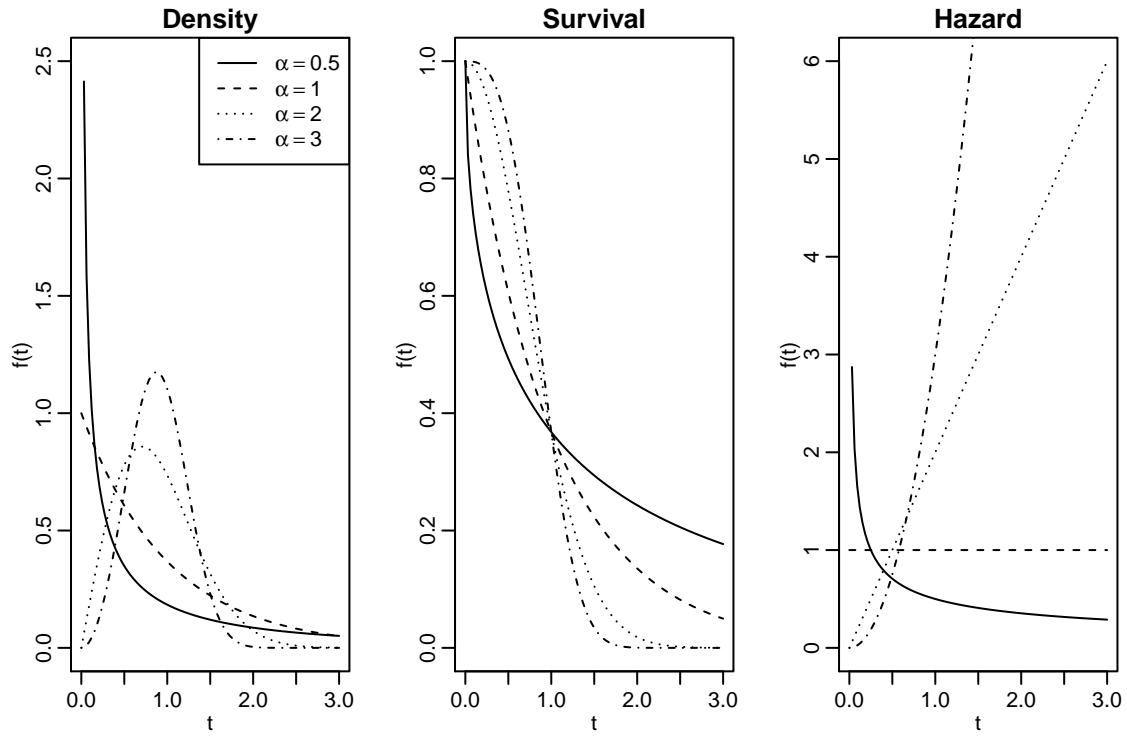 Density
α = 0.5
α = 1
α = 2
α = 3
2.5
2.0
1.5
1.0
0.5
0.0
f(t)
0.0 1.0 2.0 3.0
t
Survival
1.0
0.8
0.6
0.4
0.2
0.0
f(t)
0.0 1.0 2.0 3.0
t
Hazard
6
5
4
3
2
1
0
f(t)
0.0 1.0 2.0 3.0
t